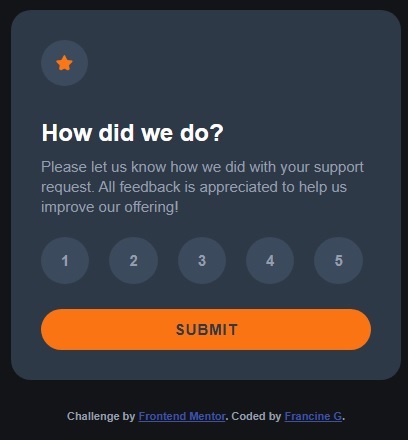 How did we do?
Please let us know how we did with your support
request. All feedback is appreciated to help us
improve our offering!
1 2 3 4 5
SUBMIT
Challenge by Frontend Mentor. Coded by Francine G.